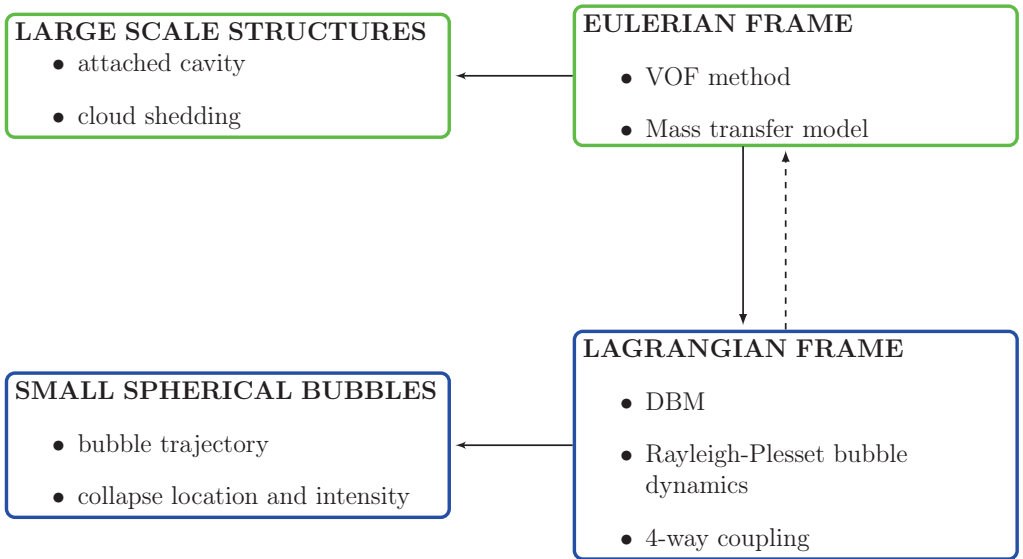 LARGE SCALE STRUCTURES
• attached cavity
• cloud shedding
EULERIAN FRAME
• VOF method
• Mass transfer model
SMALL SPHERICAL BUBBLES
• bubble trajectory
• collapse location and intensity
LAGRANGIAN FRAME
• DBM
• Rayleigh-Plesset bubble
dynamics
• 4-way coupling